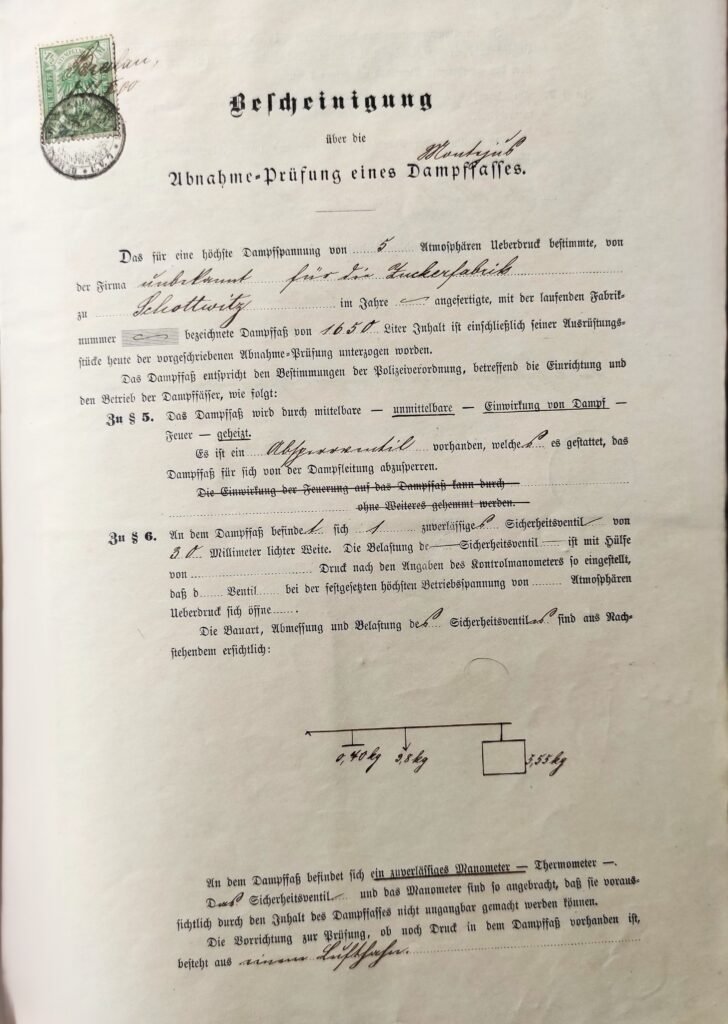 Breslau,
Bescheinigung
über die
Montejus
Abnahme-Prüfung eines Dampffasses.
Das für eine höchste Dampfspannung von 5 Atmosphären Ueberdruck bestimmte, von
der Firma unbekannt für die Zuckerfabrik
zu Schottwitz im Jahre — angefertigte, mit der laufenden Fabrik-
nummer — bezeichnete Dampffaß von 1650 Liter Inhalt ist einschließlich seiner Ausrüstungs-
stücke heute der vorgeschriebenen Abnahme-Prüfung unterzogen worden.
Das Dampffaß entspricht den Bestimmungen der Polizeiverordnung, betreffend die Einrichtung und
den Betrieb der Dampffässer, wie folgt:
Zu § 5. Das Dampffaß wird durch mittelbare — unmittelbare — Einwirkung von Dampf —
Feuer — geheizt.
Es ist ein Absperrventil vorhanden, welches es gestattet, das
Dampffaß für sich von der Dampfleitung abzusperren.
Die Einwirkung der Feuerung auf das Dampffaß kann durch
ohne Weiteres gehemmt werden.
Zu § 6. An dem Dampffaß befindet sich 1 zuverlässiges Sicherheitsventil von
30 Millimeter lichter Weite. Die Belastung de Sicherheitsventil ist mit Hülfe
von Druck nach den Angaben des Kontrolmanometers so eingestellt,
daß d Ventil bei der festgesetzten höchsten Betriebsspannung von Atmosphären
Ueberdruck sich öffne .
Die Bauart, Abmessung und Belastung des Sicherheitsventiles sind aus Nach-
stehendem ersichtlich:
0,40 kg 3,8 kg 5,55 kg
An dem Dampffaß befindet sich ein zuverlässiges Manometer — Thermometer —.
Das Sicherheitsventil und das Manometer sind so angebracht, daß sie voraus-
sichtlich durch den Inhalt des Dampffasses nicht ungangbar gemacht werden können.
Die Vorrichtung zur Prüfung, ob noch Druck in dem Dampffaß vorhanden ist,
besteht aus einem Lufthahn.